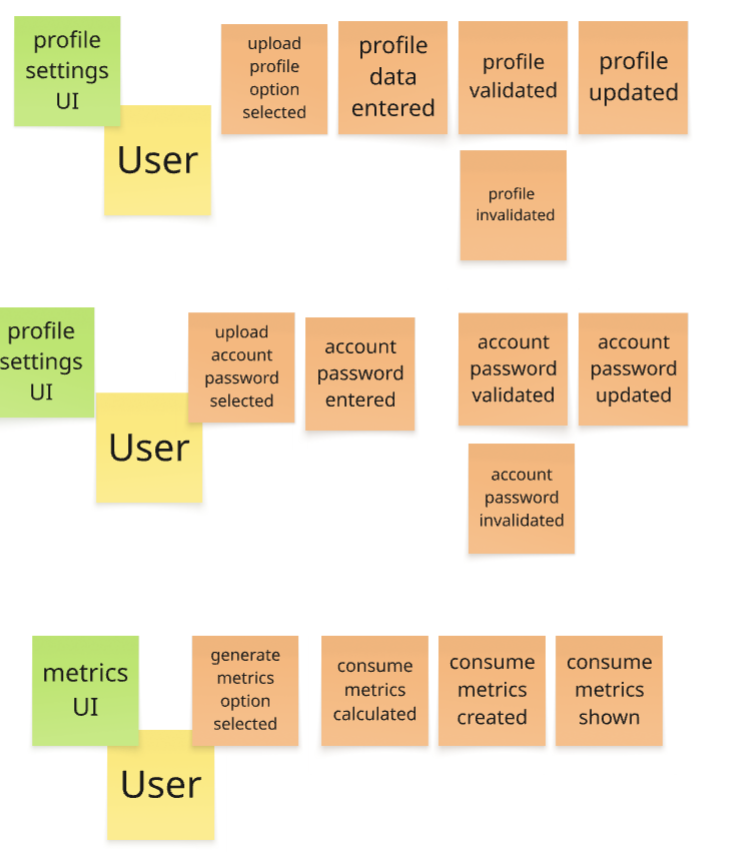 profile
settings
UI
User
upload
profile
option
selected
profile
data
entered
profile
validated
profile
updated
profile
invalidated
profile
settings
UI
User
upload
account
password
selected
account
password
entered
account
password
validated
account
password
updated
account
password
invalidated
metrics
UI
User
generate
metrics
option
selected
consume
metrics
calculated
consume
metrics
created
consume
metrics
shown